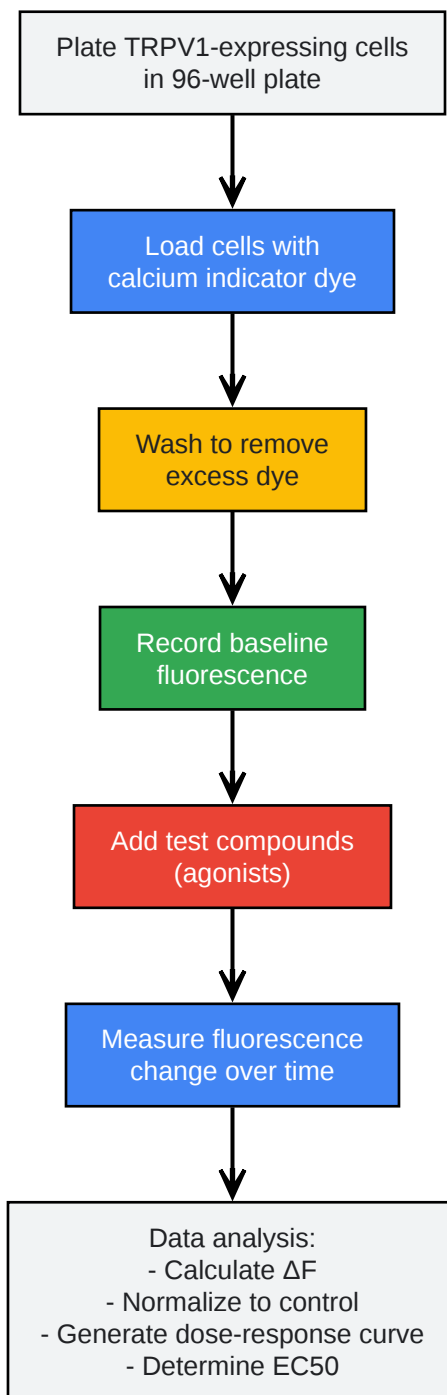 Plate TRPV1-expressing cells
in 96-well plate
Load cells with
calcium indicator dye
Wash to remove
excess dye
Record baseline
fluorescence
Add test compounds
(agonists)
Measure fluorescence
change over time
Data analysis:
- Calculate ΔF
- Normalize to control
- Generate dose-response curve
- Determine EC50